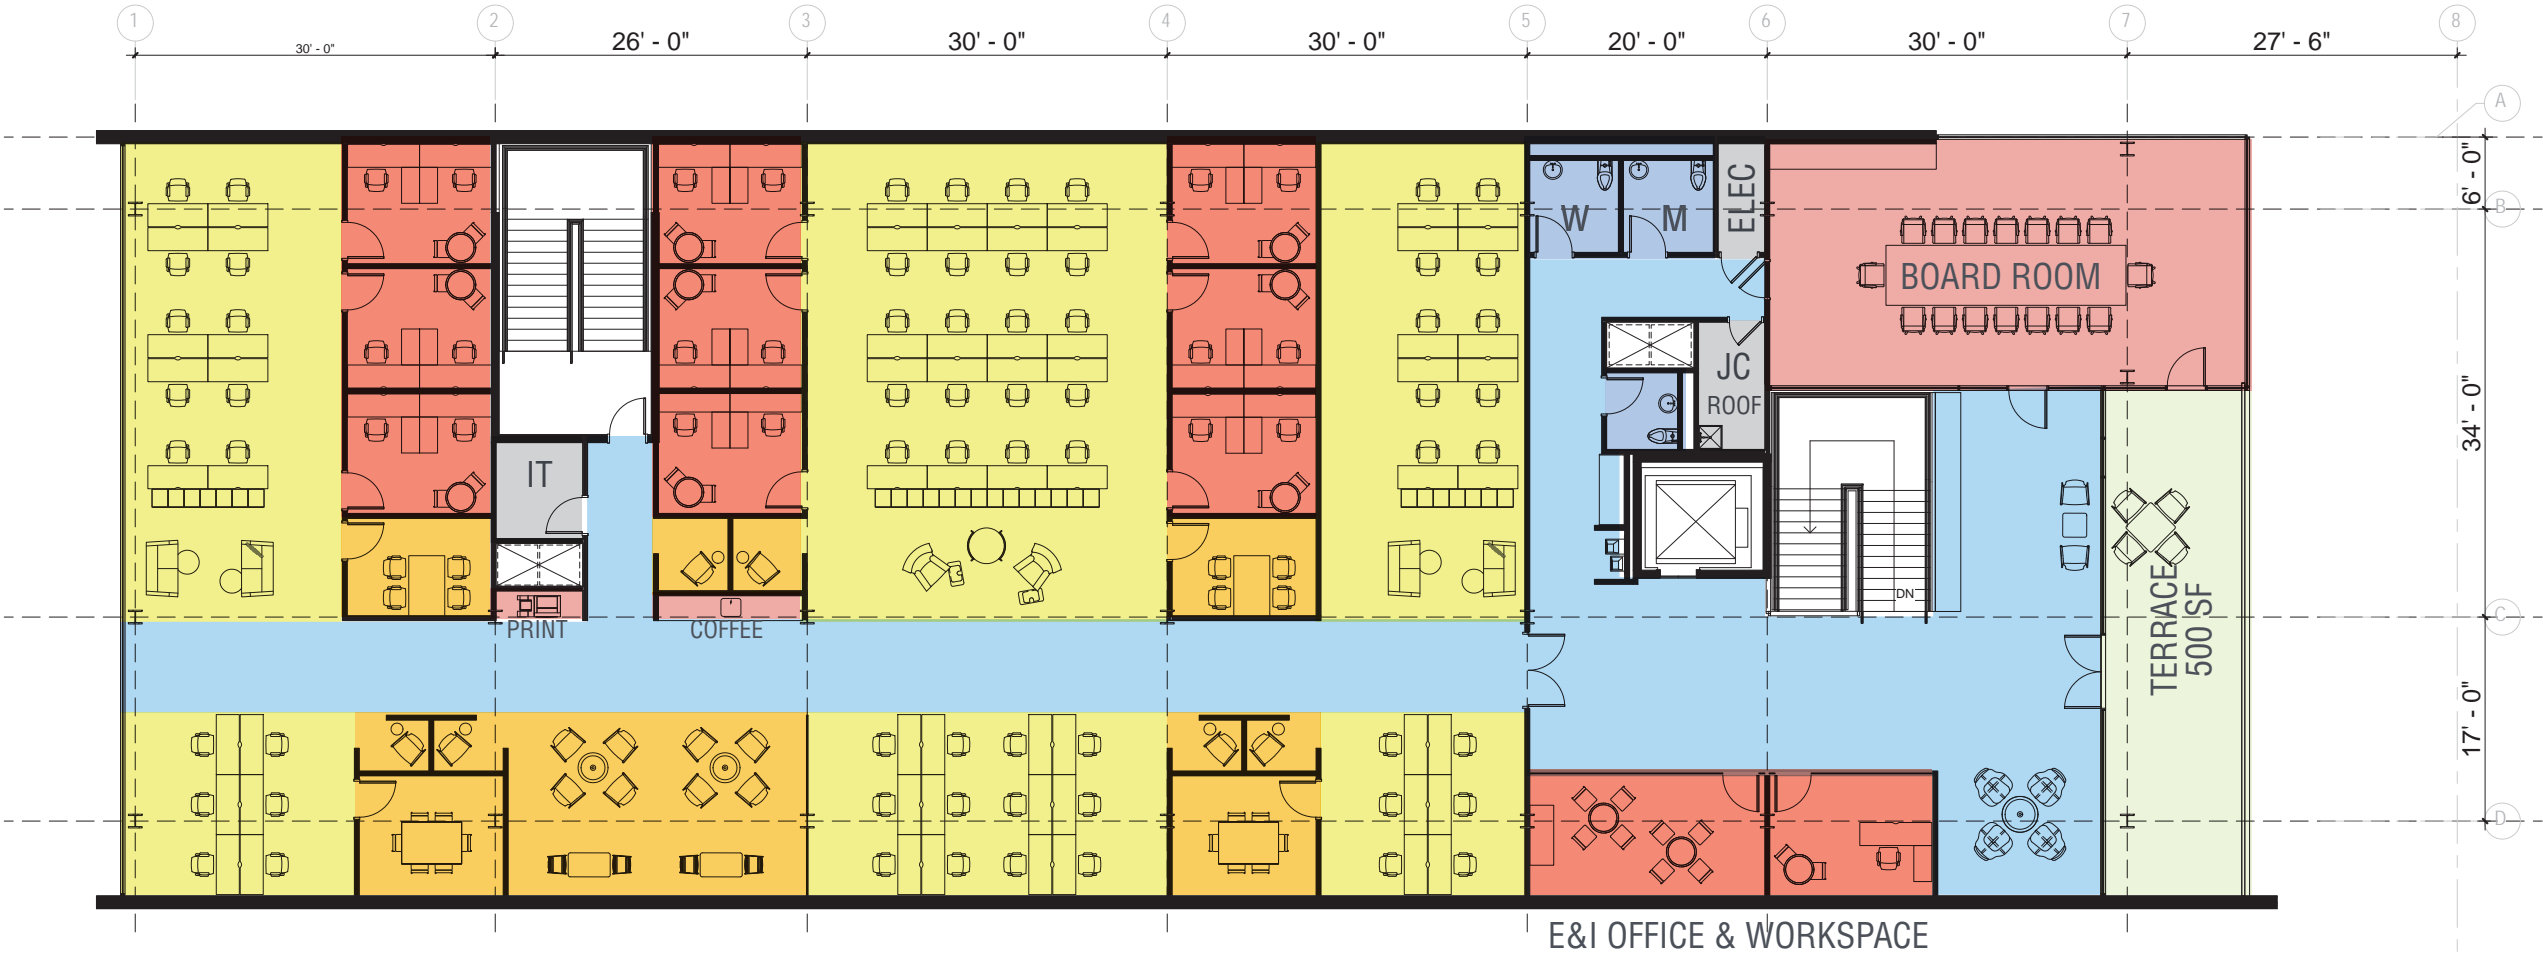 1
2
3
4
5
6
7
8
30' - 0"
26' - 0"
30' - 0"
30' - 0"
20' - 0"
30' - 0"
27' - 6"
A
6' - 0"
B
W
M
ELEC
BOARD ROOM
JC
ROOF
34' - 0"
IT
DN
TERRACE
500 SF
C
PRINT
COFFEE
17' - 0"
D
E&I OFFICE & WORKSPACE